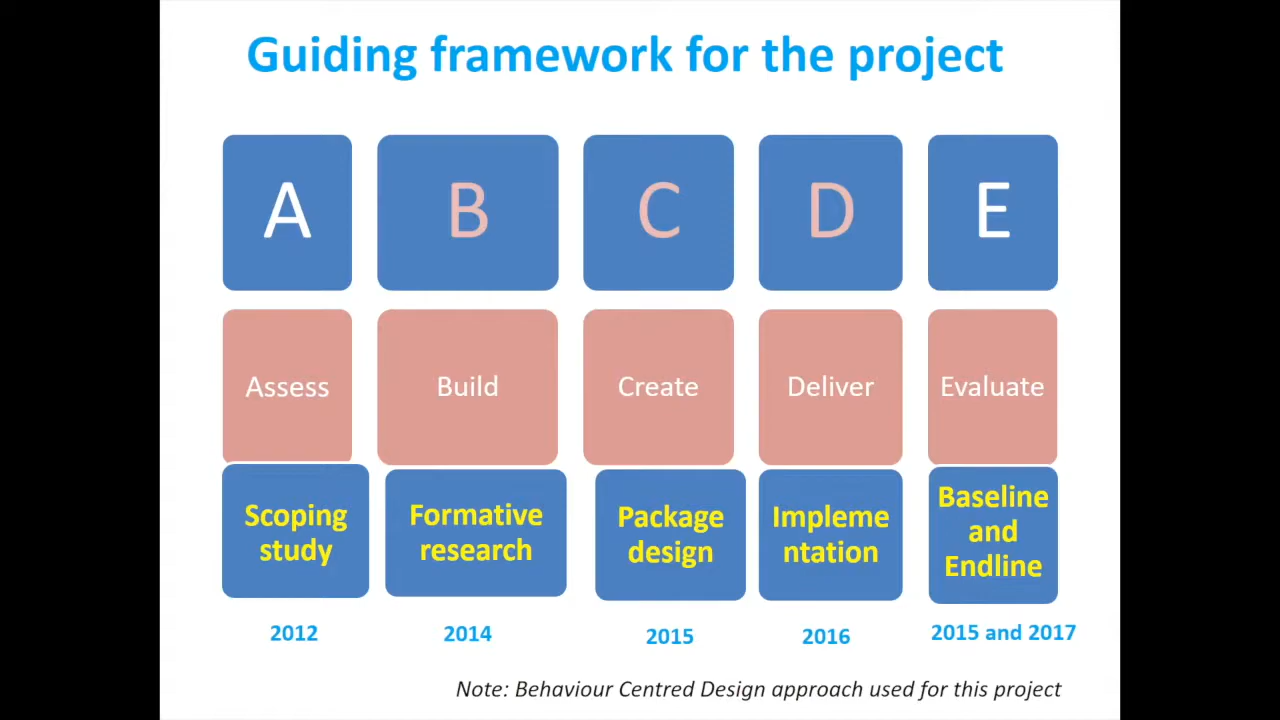 Guiding framework for the project
A B C D E
Assess Build Create Deliver Evaluate
Scoping
study
Formative
research
Package
design
Impleme
ntation
Baseline
and
Endline
2012 2014 2015 2016 2015 and 2017
Note: Behaviour Centred Design approach used for this project